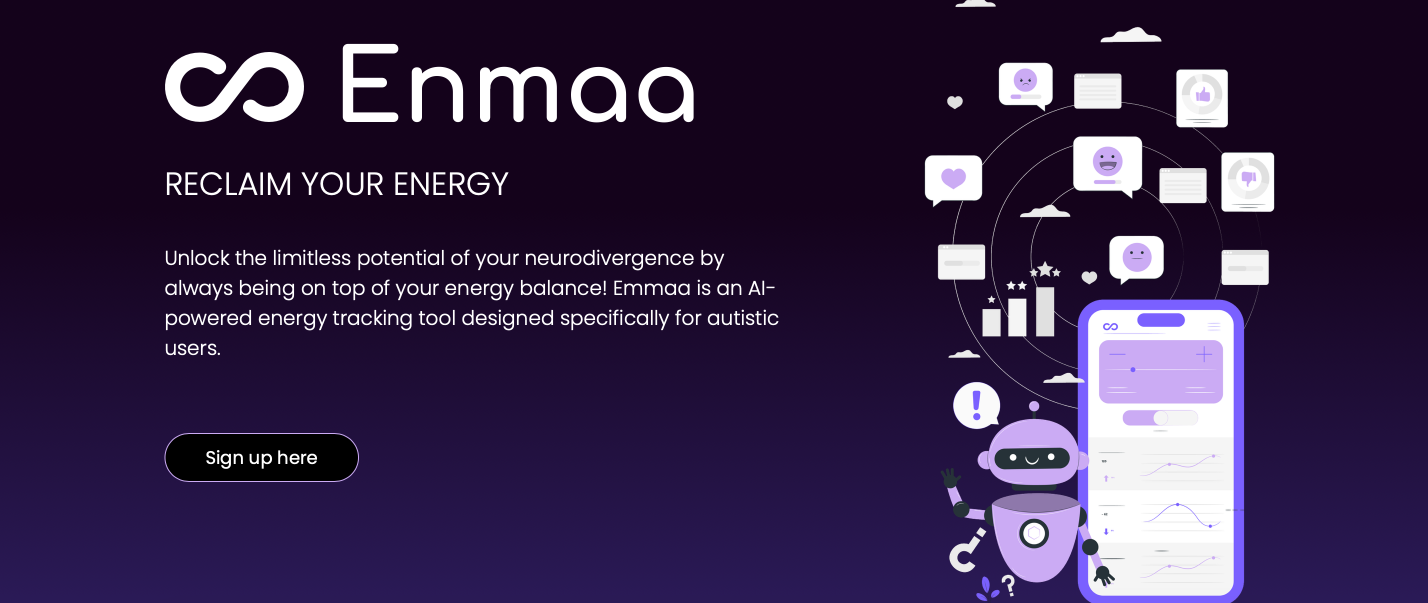 Enmaa
RECLAIM YOUR ENERGY
Unlock the limitless potential of your neurodivergence by
always being on top of your energy balance! Emmaa is an AI-
powered energy tracking tool designed specifically for autistic
users.
Sign up here